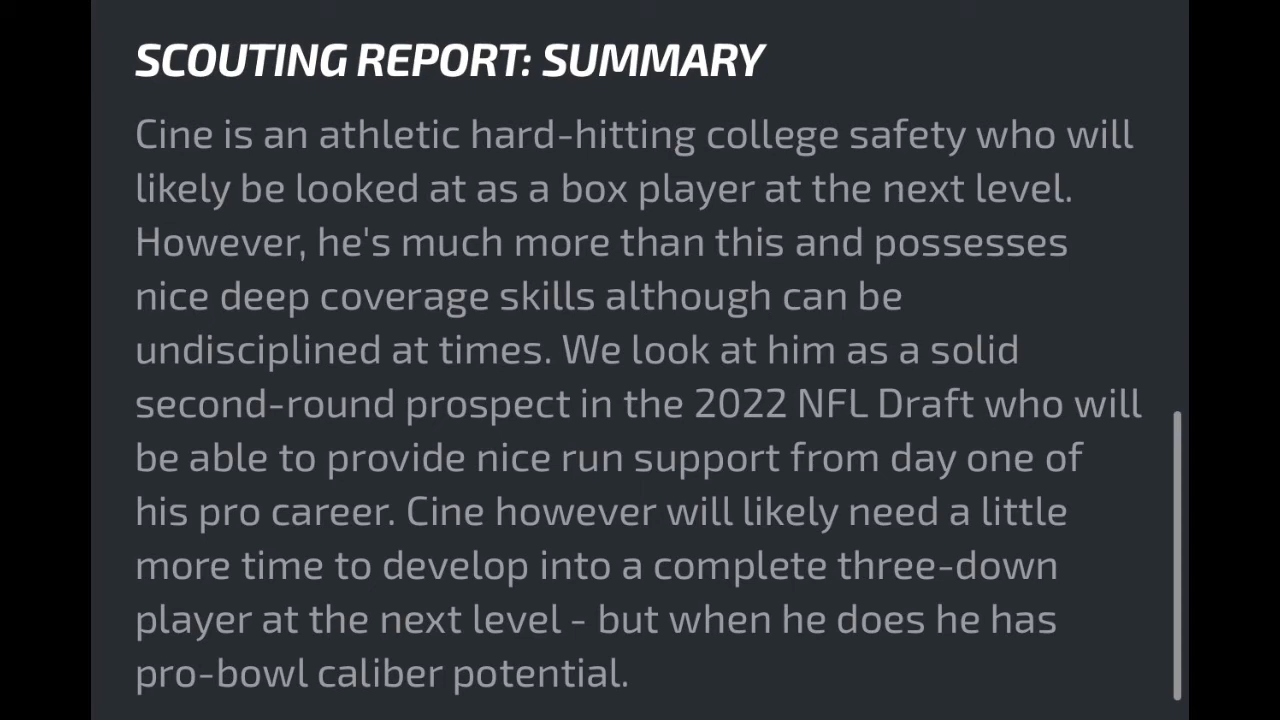 SCOUTING REPORT: SUMMARY
Cine is an athletic hard-hitting college safety who will
likely be looked at as a box player at the next level.
However, he's much more than this and possesses
nice deep coverage skills although can be
undisciplined at times. We look at him as a solid
second-round prospect in the 2022 NFL Draft who will
be able to provide nice run support from day one of
his pro career. Cine however will likely need a little
more time to develop into a complete three-down
player at the next level - but when he does he has
pro-bowl caliber potential.